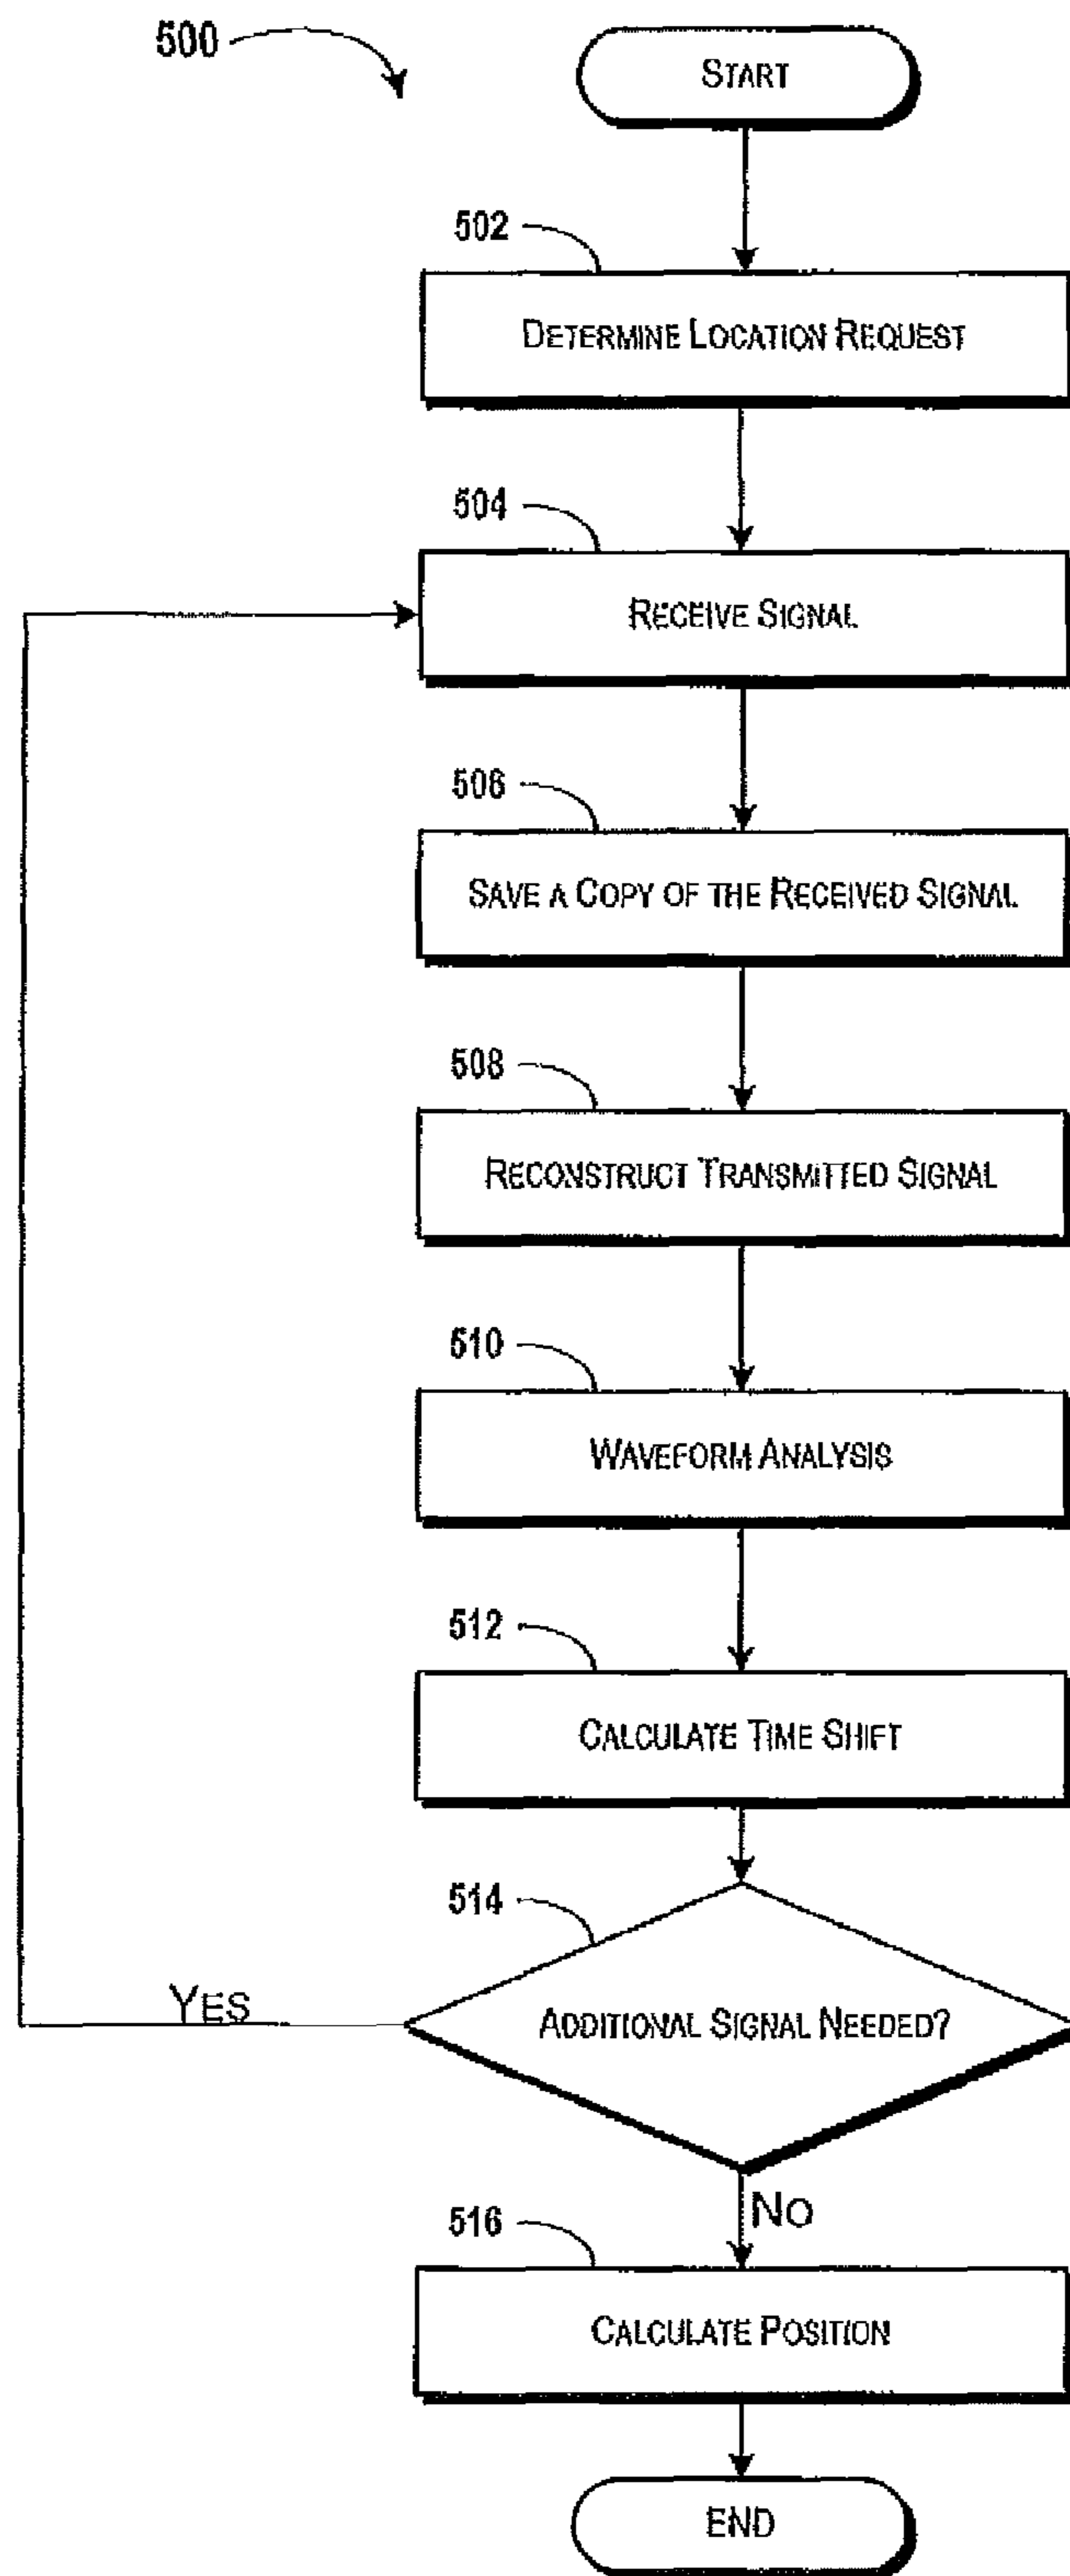 500
START
502
DETERMINE LOCATION REQUEST
504
RECEIVE SIGNAL
506
SAVE A COPY OF THE RECEIVED SIGNAL
508
RECONSTRUCT TRANSMITTED SIGNAL
510
WAVEFORM ANALYSIS
512
CALCULATE TIME SHIFT
514
ADDITIONAL SIGNAL NEEDED?
YES
NO
516
CALCULATE POSITION
END